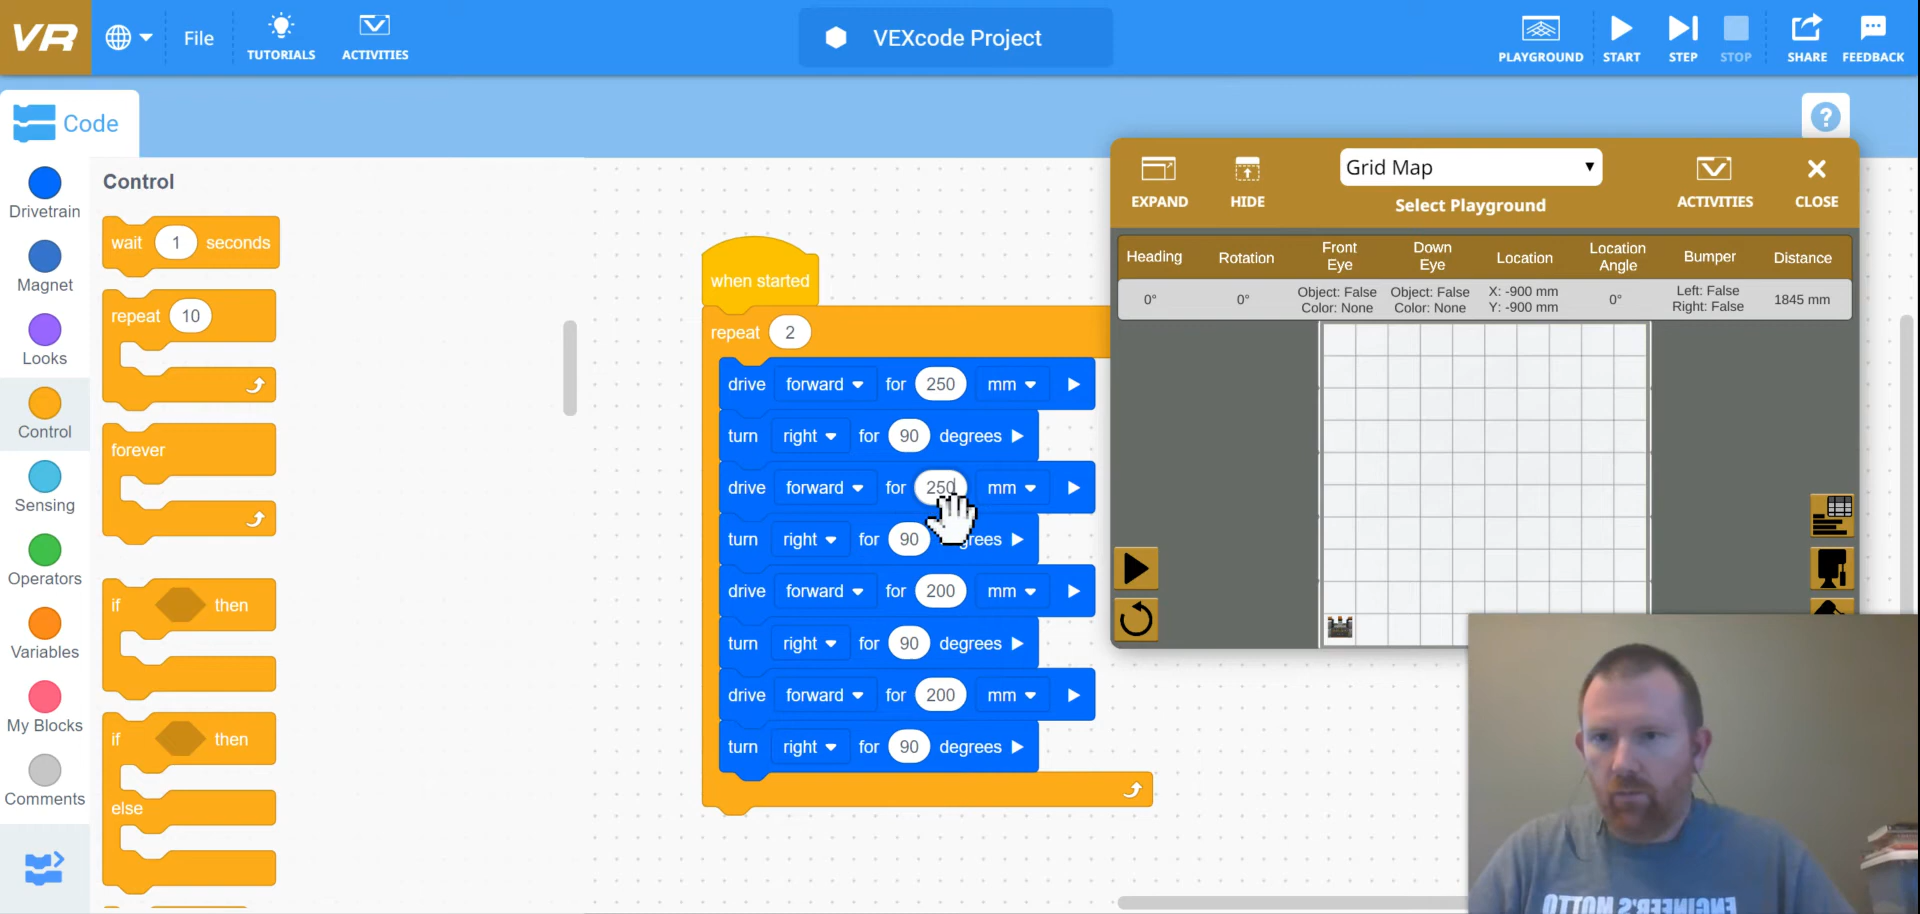 VR
File
TUTORIALS
ACTIVITIES
VEXcode Project
PLAYGROUND
START
STEP
STOP
SHARE
FEEDBACK
Code
?
Drivetrain
Magnet
Looks
Control
Sensing
Operators
Variables
My Blocks
Comments
Control
wait 1 seconds
repeat 10
forever
if then
if then
else
when started
repeat 2
drive forward for 250 mm
turn right for 90 degrees
drive forward for 250 mm
turn right for 90 grees
drive forward for 200 mm
turn right for 90 degrees
drive forward for 200 mm
turn right for 90 degrees
EXPAND
HIDE
Grid Map
Select Playground
ACTIVITIES
CLOSE
Heading Rotation Front Eye Down Eye Location Location Angle Bumper Distance
0° 0° Object: False Color: None Object: False Color: None X: -900 mm Y: -900 mm 0° Left: False Right: False 1845 mm
ENGINEER'S MOTTO